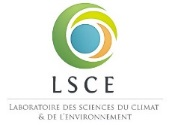 LSCE
LABORATOIRE DES SCIENCES DU CLIMAT
& DE L'ENVIRONNEMENT